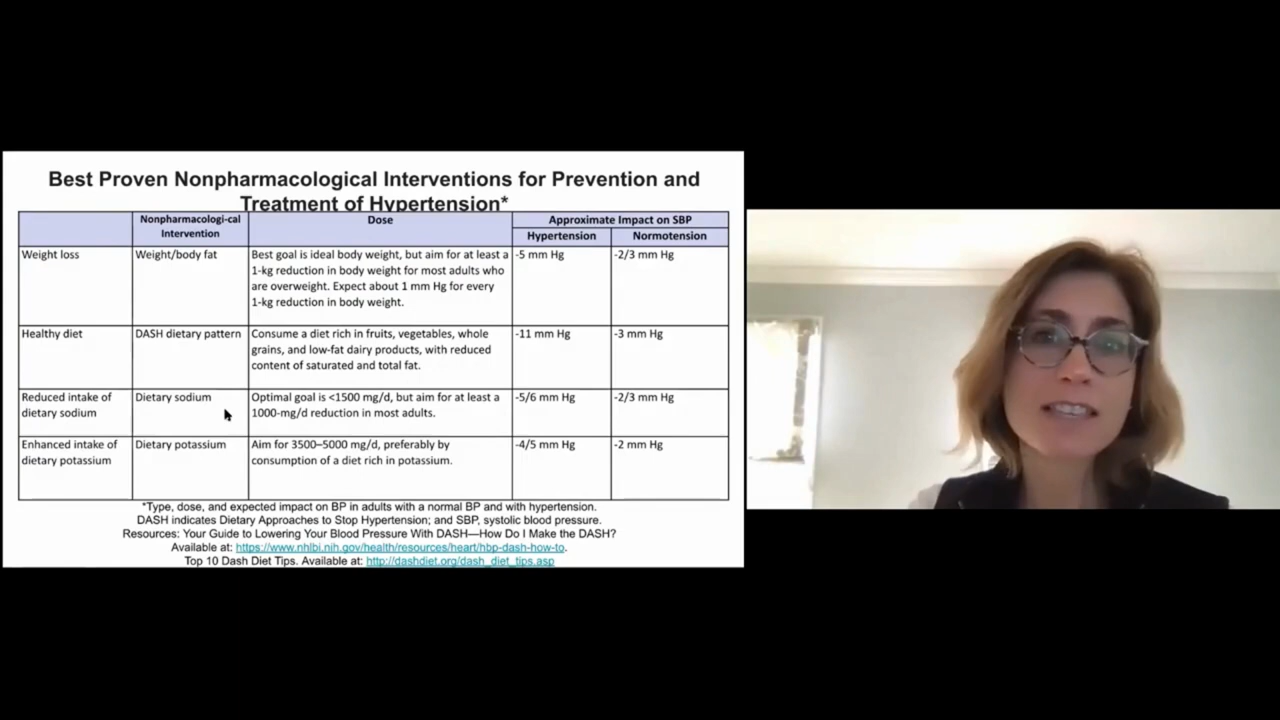 Best Proven Nonpharmacological Interventions for Prevention and
Treatment of Hypertension*
Nonpharmacologi-cal
Intervention
Dose
Approximate Impact on SBP
Hypertension
Normotension
Weight loss
Weight/body fat
Best goal is ideal body weight, but aim for at least a
1-kg reduction in body weight for most adults who
are overweight. Expect about 1 mm Hg for every
1-kg reduction in body weight.
-5 mm Hg
-2/3 mm Hg
Healthy diet
DASH dietary pattern
Consume a diet rich in fruits, vegetables, whole
grains, and low-fat dairy products, with reduced
content of saturated and total fat.
-11 mm Hg
-3 mm Hg
Reduced intake of
dietary sodium
Dietary sodium
Optimal goal is <1500 mg/d, but aim for at least a
1000-mg/d reduction in most adults.
-5/6 mm Hg
-2/3 mm Hg
Enhanced intake of
dietary potassium
Dietary potassium
Aim for 3500–5000 mg/d, preferably by
consumption of a diet rich in potassium.
-4/5 mm Hg
-2 mm Hg
*Type, dose, and expected impact on BP in adults with a normal BP and with hypertension.
DASH indicates Dietary Approaches to Stop Hypertension; and SBP, systolic blood pressure.
Resources: Your Guide to Lowering Your Blood Pressure With DASH—How Do I Make the DASH?
Available at: https://www.nhlbi.nih.gov/health/resources/heart/hbp-dash-how-to.
Top 10 Dash Diet Tips. Available at: http://dashdiet.org/dash_diet_tips.asp